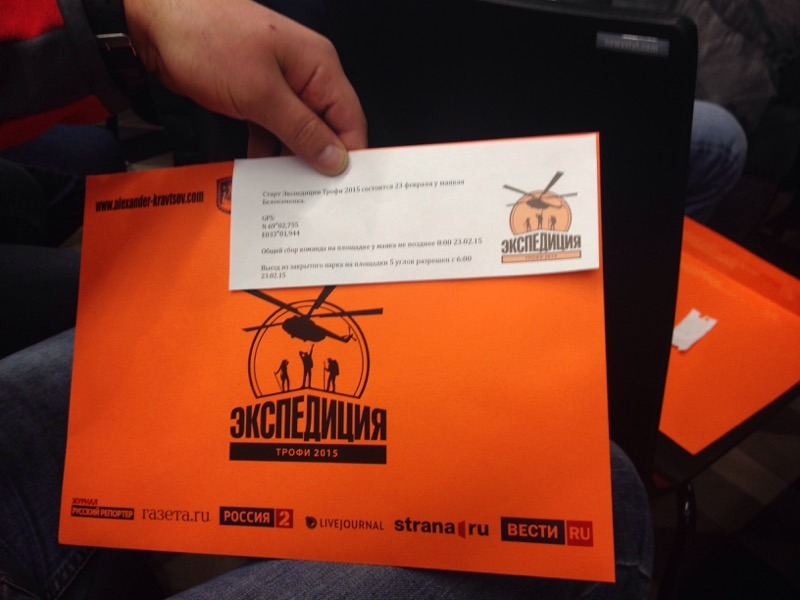 www.alexander-kravtsov.com
Старт Экспедиции Трофи 2015 состоится 23 февраля у маяка
Белокаменка.
GPS:
N 69°02,755
E033°01,944
Общий сбор команд на площадке у маяка не позднее 8:00 23.02.15
Выезд из закрытого парка на площадки 5 углов разрешен с 6:00
23.02.15
ЭКСПЕДИЦИЯ
ТРОФИ 2015
ЭКСПЕДИЦИЯ
ТРОФИ 2015
ЖУРНАЛ
РУССКИЙ РЕПОРТЕР
газета.ru
РОССИЯ 2
LIVEJOURNAL
strana.ru
ВЕСТИ RU